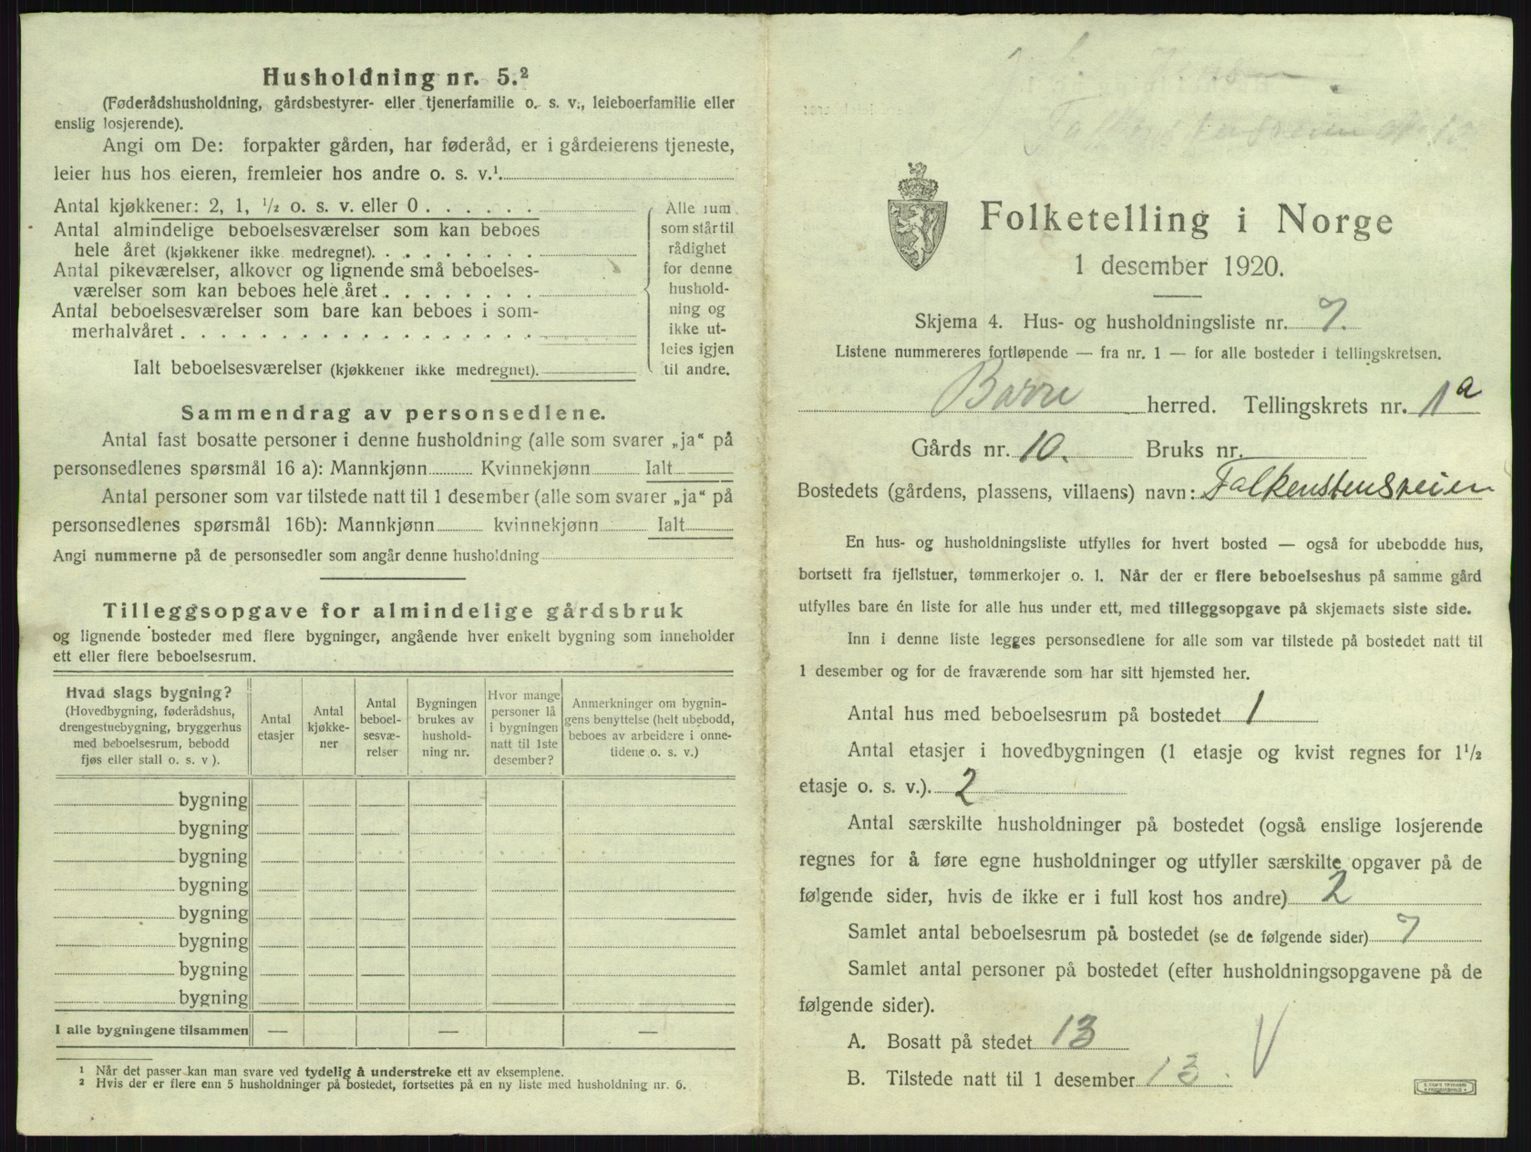 Husholdning nr. 5.²
(Føderådshusholdning, gårdsbestyrer- eller tjenerfamilie o. s. v., leieboerfamilie eller
enslig losjerende).
Angi om De: forpakter gården, har føderåd, er i gårdeierens tjeneste,
leier hus hos eieren, fremleier hos andre o. s. v.¹
Antal kjøkkener: 2, 1, ½ o. s. v. eller 0 . . . . . .
Antal almindelige beboelsesværelser som kan beboes
hele året (kjøkkener ikke medregnet). . . . . . . . .
Antal pikeværelser, alkover og lignende små beboelses-
værelser som kan beboes hele året . . . . . . . .
Antal beboelsesværelser som bare kan beboes i som-
merhalvåret . . . . . . . . . . . . . . . . . .
Ialt beboelsesværelser (kjøkkener ikke medregnet).
Alle rum
som står til
rådighet
for denne
hushold-
ning og
ikke ut-
leies igjen
til andre.
Sammendrag av personsedlene.
Antal fast bosatte personer i denne husholdning (alle som svarer „ja“ på
personsedlenes spørsmål 16 a): Mannkjønn Kvinnekjønn Ialt
Antal personer som var tilstede natt til 1 desember (alle som svarer „ja“ på
personsedlenes spørsmål 16b): Mannkjønn kvinnekjønn Ialt
Angi nummerne på de personsedler som angår denne husholdning
Tilleggsopgave for almindelige gårdsbruk
og lignende bosteder med flere bygninger, angående hver enkelt bygning som inneholder
ett eller flere beboelsesrum.
Hvad slags bygning?
(Hovedbygning, føderådshus,
drengestuebygning, bryggerhus
med beboelsesrum, bebodd
fjøs eller stall o. s. v ).
Antal
etasjer
Antal
kjøkke-
ner
Antal
beboel-
sesvæ-
relser
Bygningen
brukes av
hushold-
ning nr.
Hvor mange
personer lå
i bygningen
natt til 1ste
desember?
Anmerkninger om bygnin-
gens benyttelse (helt ubebodd,
beboes av arbeidere i onne-
tidene o. s. v.)
bygning
bygning
bygning
bygning
bygning
bygning
bygning
bygning
I alle bygningene tilsammen — — —
¹ Når det passer kan man svare ved tydelig å understreke ett av eksemplene.
² Hvis der er flere enn 5 husholdninger på bostedet, fortsettes på en ny liste med husholdning nr. 6.
Folketelling i Norge
1 desember 1920.
Skjema 4. Hus- og husholdningsliste nr. 7.
Listene nummereres fortløpende — fra nr. 1 — for alle bosteder i tellingskretsen.
Borre herred. Tellingskrets nr. 1a
Gårds nr. 10. Bruks nr.
Bostedets (gårdens, plassens, villaens) navn: Falkenstensveien
En hus- og husholdningsliste utfylles for hvert bosted — også for ubebodde hus,
bortsett fra fjellstuer, tømmerkojer o. l. Når der er flere beboelseshus på samme gård
utfylles bare én liste for alle hus under ett, med tilleggsopgave på skjemaets siste side.
Inn i denne liste legges personsedlene for alle som var tilstede på bostedet natt til
1 desember og for de fraværende som har sitt hjemsted her.
Antal hus med beboelsesrum på bostedet 1
Antal etasjer i hovedbygningen (1 etasje og kvist regnes for 1½
etasje o. s. v.). 2
Antal særskilte husholdninger på bostedet (også enslige losjerende
regnes for å føre egne husholdninger og utfyller særskilte opgaver på de
følgende sider, hvis de ikke er i full kost hos andre) 2
Samlet antal beboelsesrum på bostedet (se de følgende sider) 7
Samlet antal personer på bostedet (efter husholdningsopgavene på de
følgende sider).
A. Bosatt på stedet 13
B. Tilstede natt til 1 desember 13.